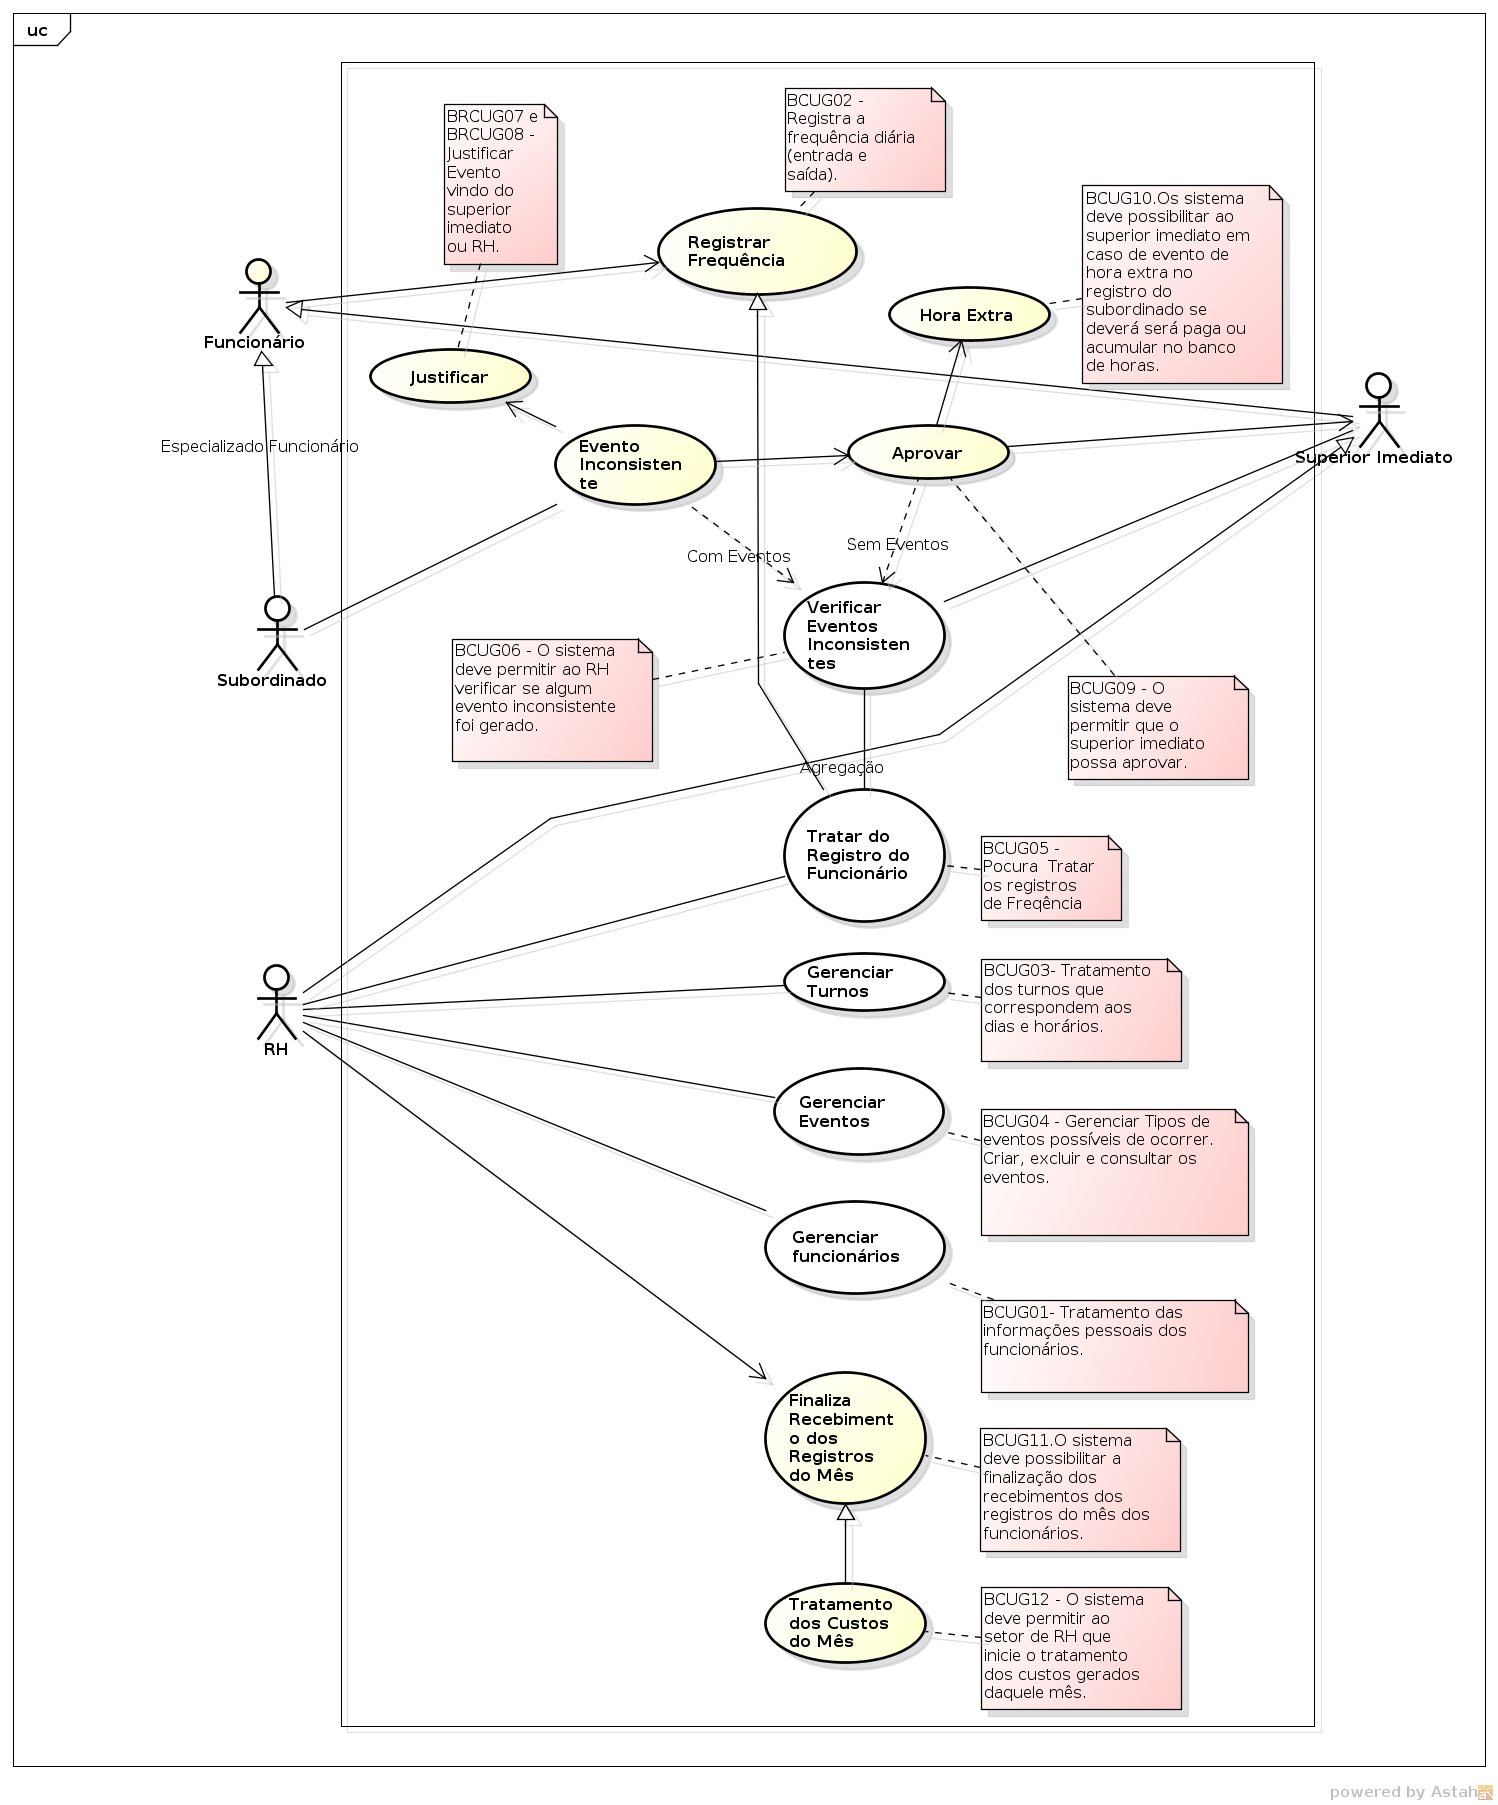 uc
BRCUG07 e
BRCUG08 -
Justificar
Evento
vindo do
superior
imediato
ou RH.
BCUG02 -
Registra a
frequência diária
(entrada e
saída).
Registrar
Frequência
BCUG10.Os sistema
deve possibilitar ao
superior imediato em
caso de evento de
hora extra no
registro do
subordinado se
deverá será paga ou
acumular no banco
de horas.
Hora Extra
Funcionário
Justificar
Especializado Funcionário
Evento
Inconsisten
te
Aprovar
Superior Imediato
Com Eventos
Sem Eventos
Verificar
Eventos
Inconsisten
tes
Subordinado
BCUG06 - O sistema
deve permitir ao RH
verificar se algum
evento inconsistente
foi gerado.
BCUG09 - O
sistema deve
permitir que o
superior imediato
possa aprovar.
Agregação
Tratar do
Registro do
Funcionário
BCUG05 -
Pocura  Tratar
os registros
de Freqência
Gerenciar
Turnos
BCUG03- Tratamento
dos turnos que
correspondem aos
dias e horários.
RH
Gerenciar
Eventos
BCUG04 - Gerenciar Tipos de
eventos possíveis de ocorrer.
Criar, excluir e consultar os
eventos.
Gerenciar
funcionários
BCUG01- Tratamento das
informações pessoais dos
funcionários.
Finaliza
Recebiment
o dos
Registros
do Mês
BCUG11.O sistema
deve possibilitar a
finalização dos
recebimentos dos
registros do mês dos
funcionários.
Tratamento
dos Custos
do Mês
BCUG12 - O sistema
deve permitir ao
setor de RH que
inicie o tratamento
dos custos gerados
daquele mês.
powered by Astah